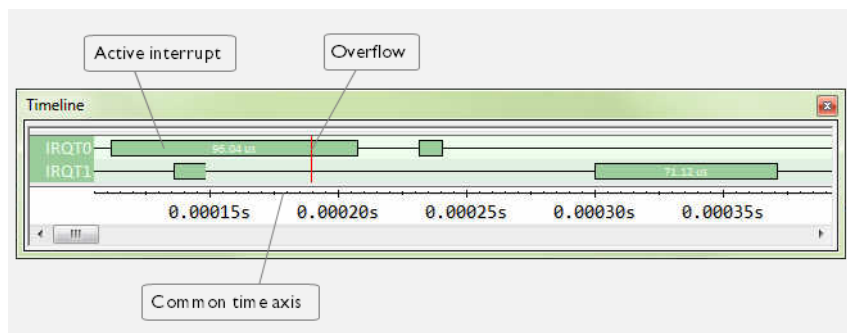 Active interrupt
Overflow
Timeline
IRQT0
96.04 us
IRQT1
71.12 us
0.00015s 0.00020s 0.00025s 0.00030s 0.00035s
Common time axis